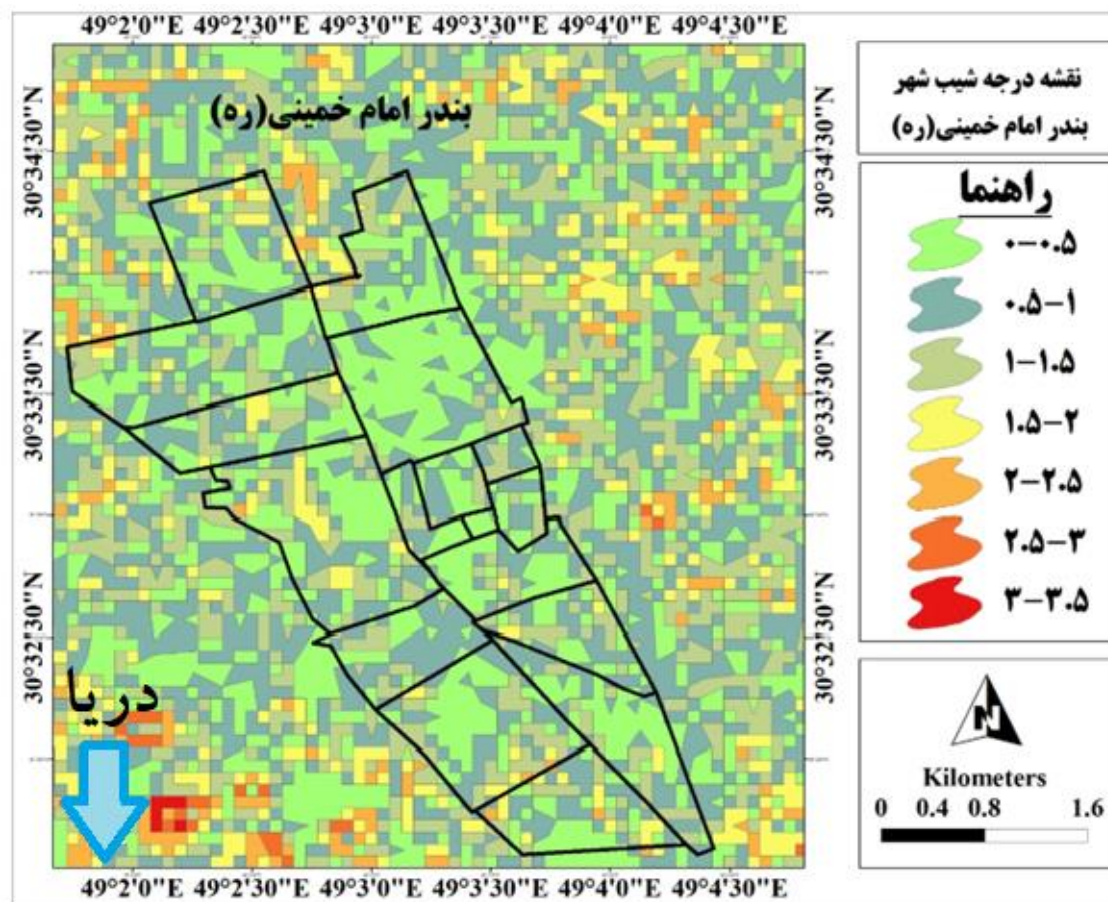 49°2'0"E 49°2'30"E 49°3'0"E 49°3'30"E 49°4'0"E 49°4'30"E
30°34'30"N
30°33'30"N
30°32'30"N
بندر امام خمینی(ره)
دریا
30°34'30"N
30°33'30"N
30°32'30"N
49°2'0"E 49°2'30"E 49°3'0"E 49°3'30"E 49°4'0"E 49°4'30"E
نقشه درجه شیب شهر
بندر امام خمینی(ره)
راهنما
۰-۰.۵
۰.۵-۱
۱-۱.۵
۱.۵-۲
۲-۲.۵
۲.۵-۳
۳-۳.۵
N
Kilometers
0 0.4 0.8 1.6